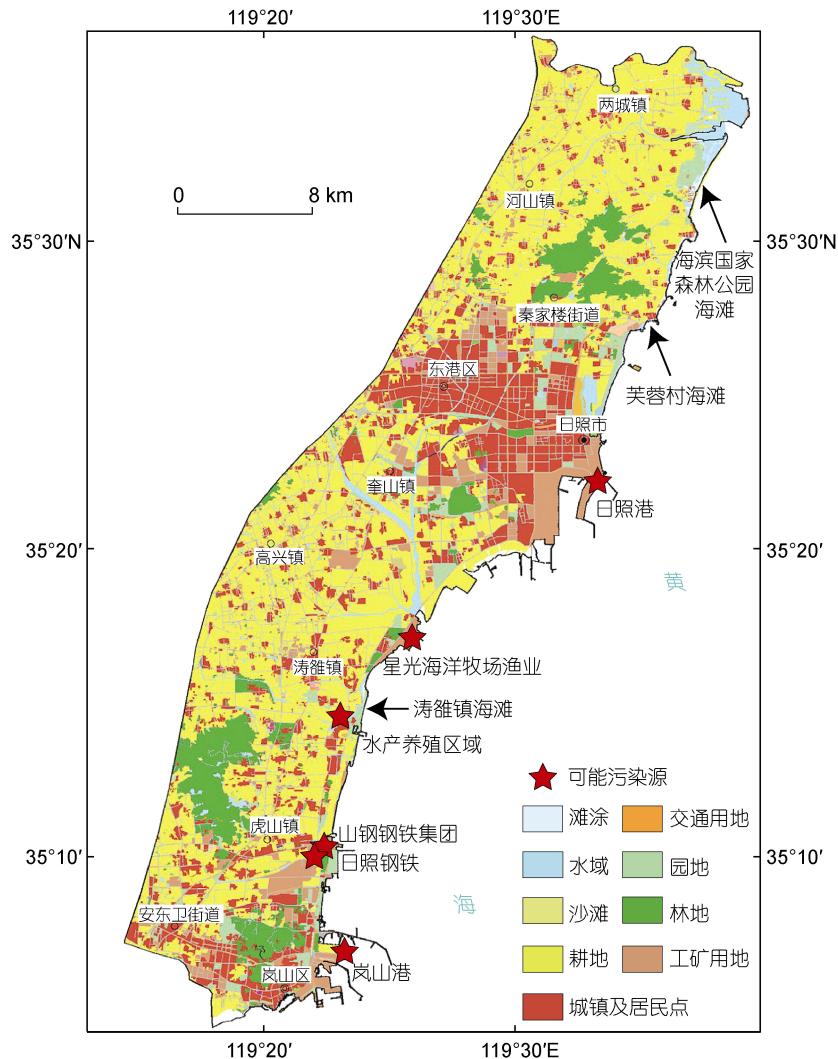 119°20′
119°30′E
两城镇
河山镇
0
8 km
35°30′N
35°30′N
海滨国家
森林公园
海滩
秦家楼街道
东港区
芙蓉村海滩
日照市
奎山镇
日照港
35°20′
高兴镇
35°20′
黄
涛雒镇
星光海洋牧场渔业
涛雒镇海滩
水产养殖区域
可能污染源
滩涂
交通用地
虎山镇
山钢钢铁集团
35°10′
日照钢铁
水域
园地
35°10′
海
沙滩
林地
安东卫街道
耕地
工矿用地
岚山区
岚山港
城镇及居民点
119°20′
119°30′E